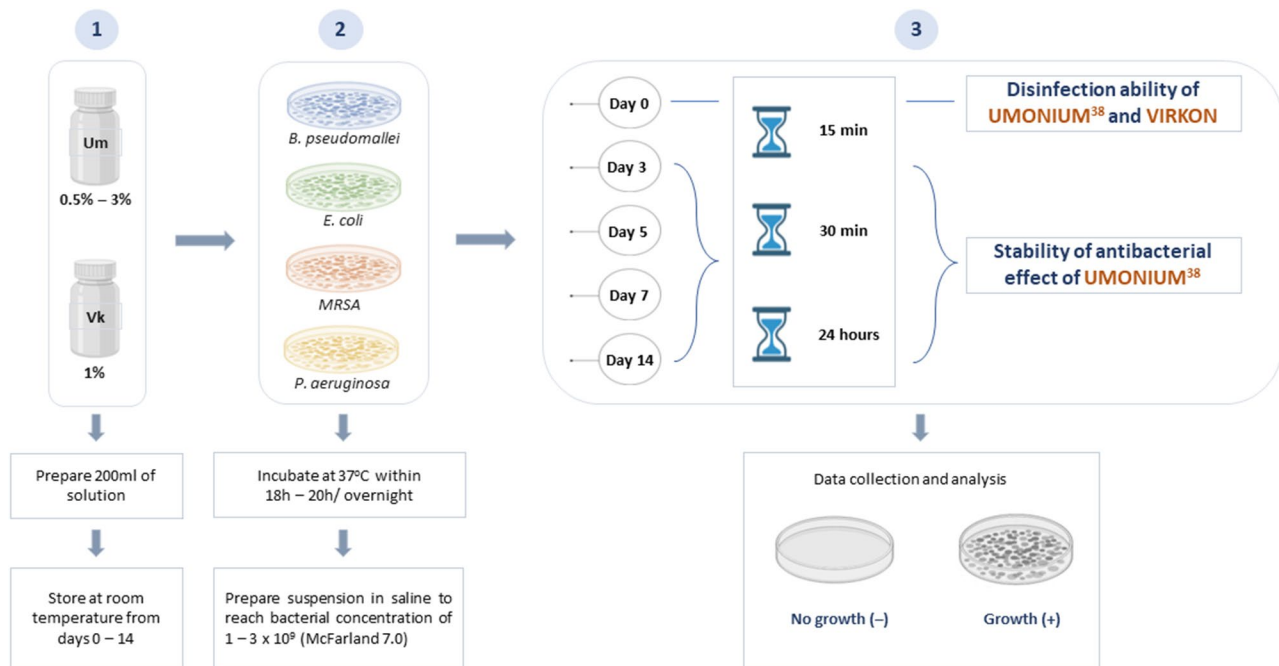 1
2
3
Um
0.5% – 3%
Vk
1%
B. pseudomallei
E. coli
MRSA
P. aeruginosa
Day 0
Day 3
Day 5
Day 7
Day 14
15 min
30 min
24 hours
Disinfection ability of
UMONIUM³⁸ and VIRKON
Stability of antibacterial
effect of UMONIUM³⁸
Prepare 200ml of
solution
Store at room
temperature from
days 0 – 14
Incubate at 37°C within
18h – 20h/ overnight
Prepare suspension in saline to
reach bacterial concentration of
1 – 3 x 10⁹ (McFarland 7.0)
Data collection and analysis
No growth (–)
Growth (+)